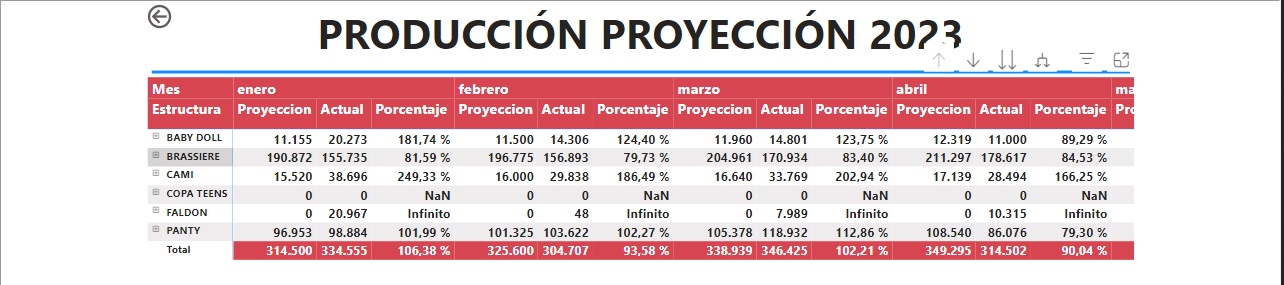 PRODUCCIÓN PROYECCIÓN 2023
Mes enero febrero marzo abril ma
Estructura Proyeccion Actual Porcentaje Proyeccion Actual Porcentaje Proyeccion Actual Porcentaje Proyeccion Actual Porcentaje Pro
BABY DOLL 11.155 20.273 181,74 % 11.500 14.306 124,40 % 11.960 14.801 123,75 % 12.319 11.000 89,29 %
BRASSIERE 190.872 155.735 81,59 % 196.775 156.893 79,73 % 204.961 170.934 83,40 % 211.297 178.617 84,53 %
CAMI 15.520 38.696 249,33 % 16.000 29.838 186,49 % 16.640 33.769 202,94 % 17.139 28.494 166,25 %
COPA TEENS 0 0 NaN 0 0 NaN 0 0 NaN 0 0 NaN
FALDON 0 20.967 Infinito 0 48 Infinito 0 7.989 Infinito 0 10.315 Infinito
PANTY 96.953 98.884 101,99 % 101.325 103.622 102,27 % 105.378 118.932 112,86 % 108.540 86.076 79,30 %
Total 314.500 334.555 106,38 % 325.600 304.707 93,58 % 338.939 346.425 102,21 % 349.295 314.502 90,04 %